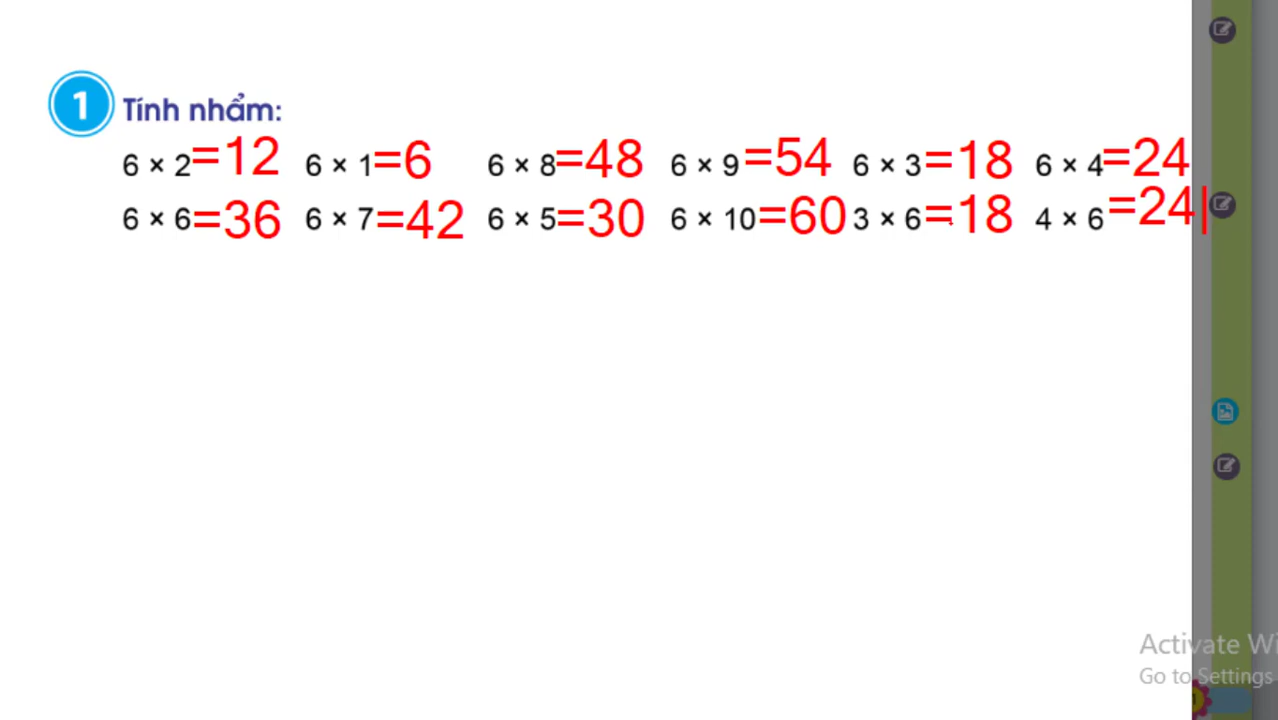 1 Tính nhẩm:
6 × 2=12 6 × 1=6 6 × 8=48 6 × 9=54 6 × 3=18 6 × 4=24
6 × 6=36 6 × 7=42 6 × 5=30 6 × 10=60 3 × 6=18 4 × 6=24
Activate Wi
Go to Settings